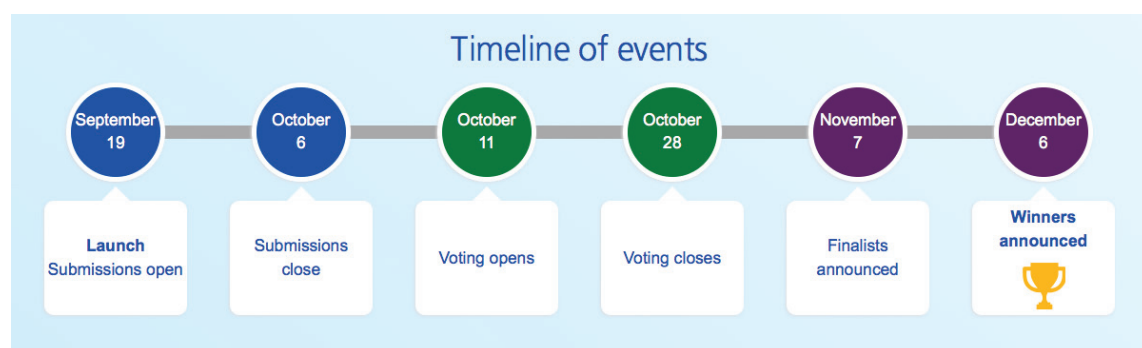 Timeline of events
September
19
October
6
October
11
October
28
November
7
December
6
Launch
Submissions open
Submissions
close
Voting opens
Voting closes
Finalists
announced
Winners
announced